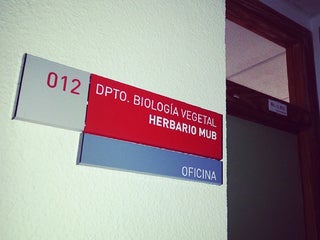 012
DPTO. BIOLOGÍA VEGETAL
HERBARIO MUB
OFICINA